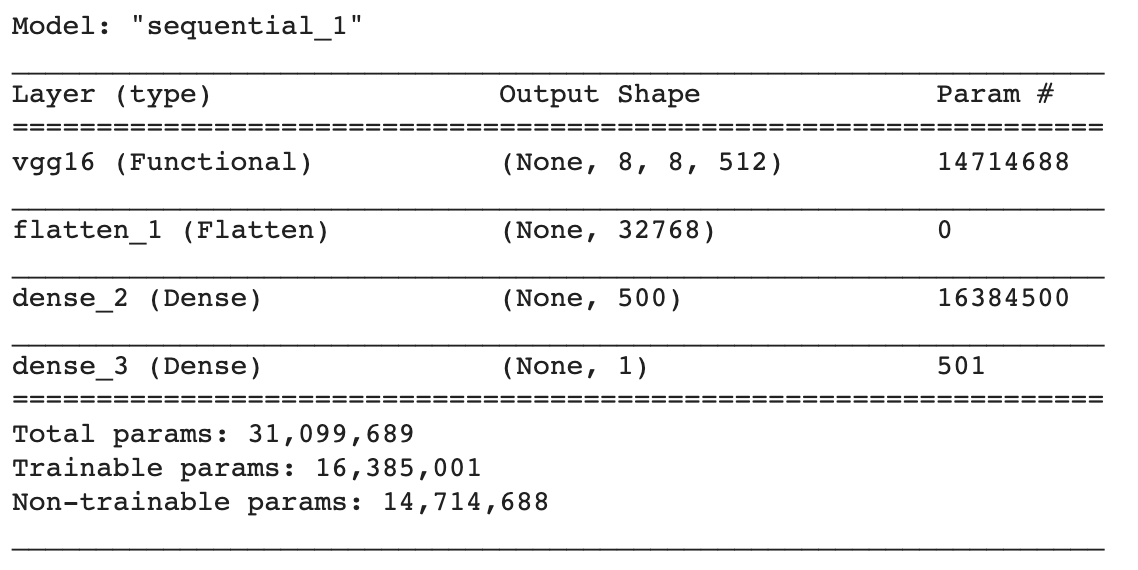 Model: "sequential_1"
Layer (type) Output Shape Param #
vgg16 (Functional) (None, 8, 8, 512) 14714688
flatten_1 (Flatten) (None, 32768) 0
dense_2 (Dense) (None, 500) 16384500
dense_3 (Dense) (None, 1) 501
Total params: 31,099,689
Trainable params: 16,385,001
Non-trainable params: 14,714,688